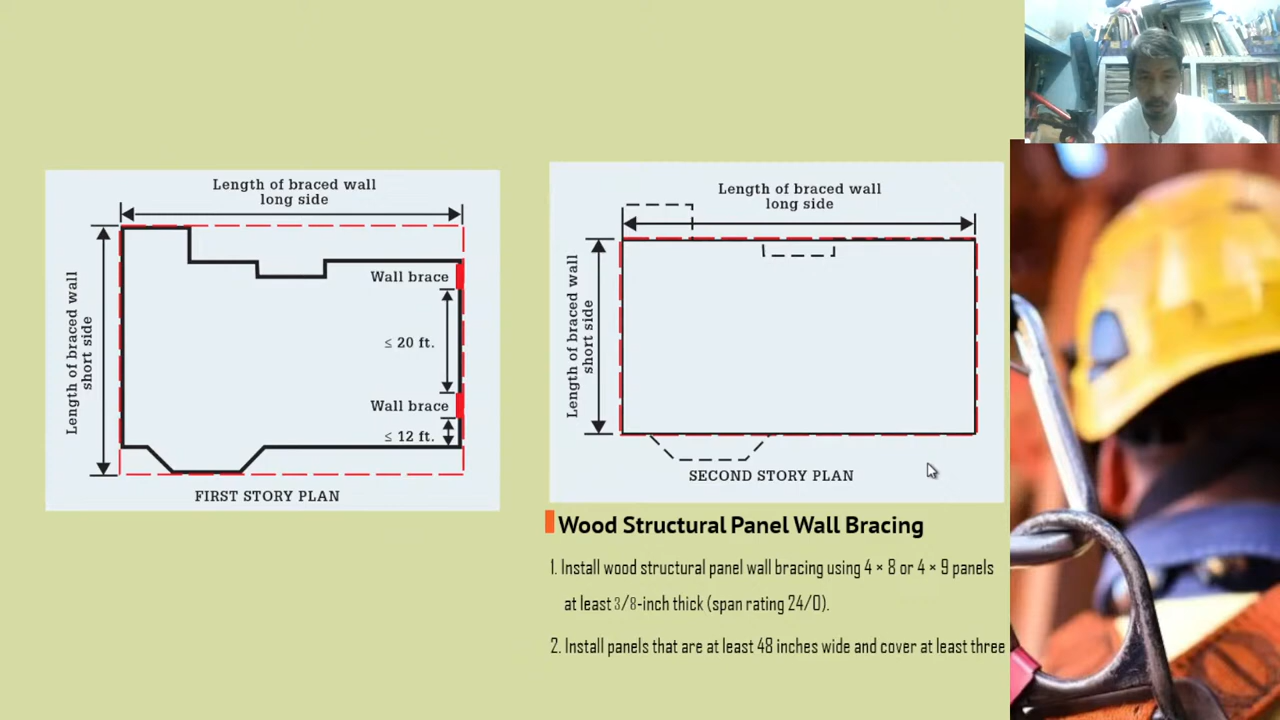 Length of braced wall
long side
Length of braced wall
short side
Wall brace
≤ 20 ft.
Wall brace
≤ 12 ft.
FIRST STORY PLAN
Length of braced wall
long side
Length of braced wall
short side
SECOND STORY PLAN
Wood Structural Panel Wall Bracing
1. Install wood structural panel wall bracing using 4 × 8 or 4 × 9 panels
at least 3/8-inch thick (span rating 24/0).
2. Install panels that are at least 48 inches wide and cover at least three